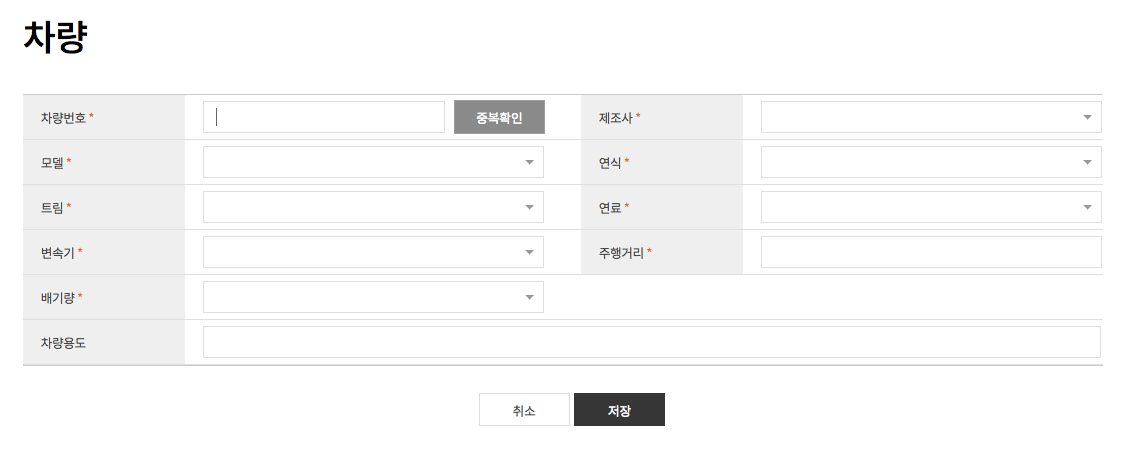 차량
차량번호 * 중복확인 제조사 *
모델 * 연식 *
트림 * 연료 *
변속기 * 주행거리 *
배기량 *
차량용도
취소 저장